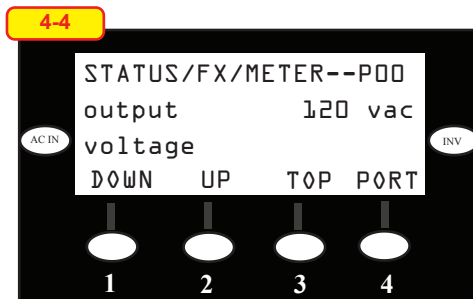 4-4
STATUS/FX/METER--P00
output 120 vac
AC IN
INV
voltage
DOWN UP TOP PORT
1 2 3 4